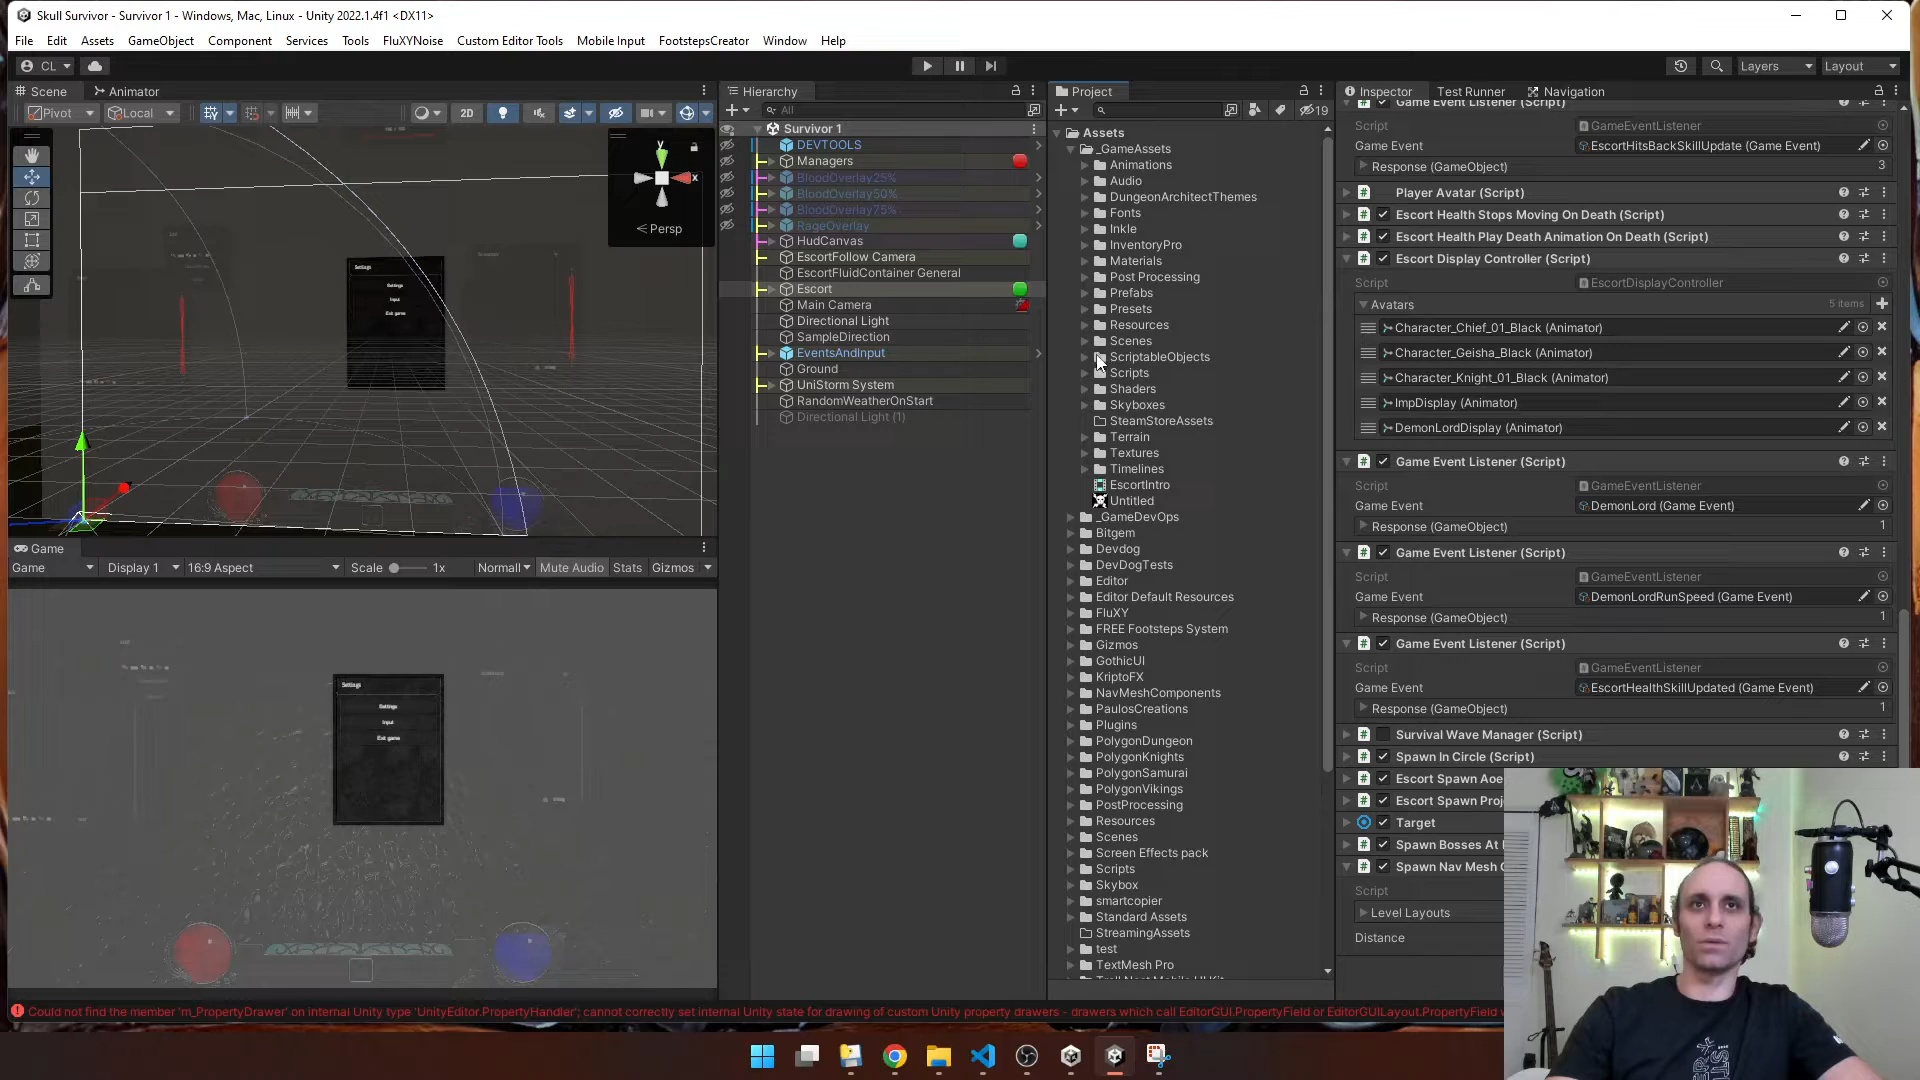 Skull Survivor - Survivor 1 - Windows, Mac, Linux - Unity 2022.1.4f1 <DX11>
File Edit Assets GameObject Component Services Tools FluXYNoise Custom Editor Tools Mobile Input FootstepsCreator Window Help
CL Layers Layout
Scene Animator
Pivot Local 2D
y
x
Persp
Game
Game Display 1 16:9 Aspect Scale 1x Normall Mute Audio Stats Gizmos
Settings
Settings
Input
Exit game
Hierarchy
All
Survivor 1
DEVTOOLS
Managers
BloodOverlay25%
BloodOverlay50%
BloodOverlay75%
RageOverlay
HudCanvas
EscortFollow Camera
EscortFluidContainer General
Escort
Main Camera
Directional Light
SampleDirection
EventsAndInput
Ground
UniStorm System
RandomWeatherOnStart
Directional Light (1)
Project
19
Assets
_GameAssets
Animations
Audio
DungeonArchitectThemes
Fonts
Inkle
InventoryPro
Materials
Post Processing
Prefabs
Presets
Resources
Scenes
ScriptableObjects
Scripts
Shaders
Skyboxes
SteamStoreAssets
Terrain
Textures
Timelines
EscortIntro
Untitled
_GameDevOps
Bitgem
Devdog
DevDogTests
Editor
Editor Default Resources
FluXY
FREE Footsteps System
Gizmos
GothicUI
KriptoFX
NavMeshComponents
PaulosCreations
Plugins
PolygonDungeon
PolygonKnights
PolygonSamurai
PolygonVikings
PostProcessing
Resources
Scenes
Screen Effects pack
Scripts
Skybox
smartcopier
Standard Assets
StreamingAssets
test
TextMesh Pro
Inspector Test Runner Navigation
Game Event Listener (Script)
Script GameEventListener
Game Event EscortHitsBackSkillUpdate (Game Event)
Response (GameObject) 3
Player Avatar (Script)
Escort Health Stops Moving On Death (Script)
Escort Health Play Death Animation On Death (Script)
Escort Display Controller (Script)
Script EscortDisplayController
Avatars 5 items
Character_Chief_01_Black (Animator)
Character_Geisha_Black (Animator)
Character_Knight_01_Black (Animator)
ImpDisplay (Animator)
DemonLordDisplay (Animator)
Game Event Listener (Script)
Script GameEventListener
Game Event DemonLord (Game Event)
Response (GameObject) 1
Game Event Listener (Script)
Script GameEventListener
Game Event DemonLordRunSpeed (Game Event)
Response (GameObject) 1
Game Event Listener (Script)
Script GameEventListener
Game Event EscortHealthSkillUpdated (Game Event)
Response (GameObject) 1
Survival Wave Manager (Script)
Spawn In Circle (Script)
Escort Spawn Aoe
Escort Spawn Proj
Target
Spawn Bosses At
Spawn Nav Mesh
Script
Level Layouts
Distance
Could not find the member 'm_PropertyDrawer' on internal Unity type 'UnityEditor.PropertyHandler'; cannot correctly set internal Unity state for drawing of custom Unity property drawers - drawers which call EditorGUI.PropertyField or EditorGUILayout.PropertyField